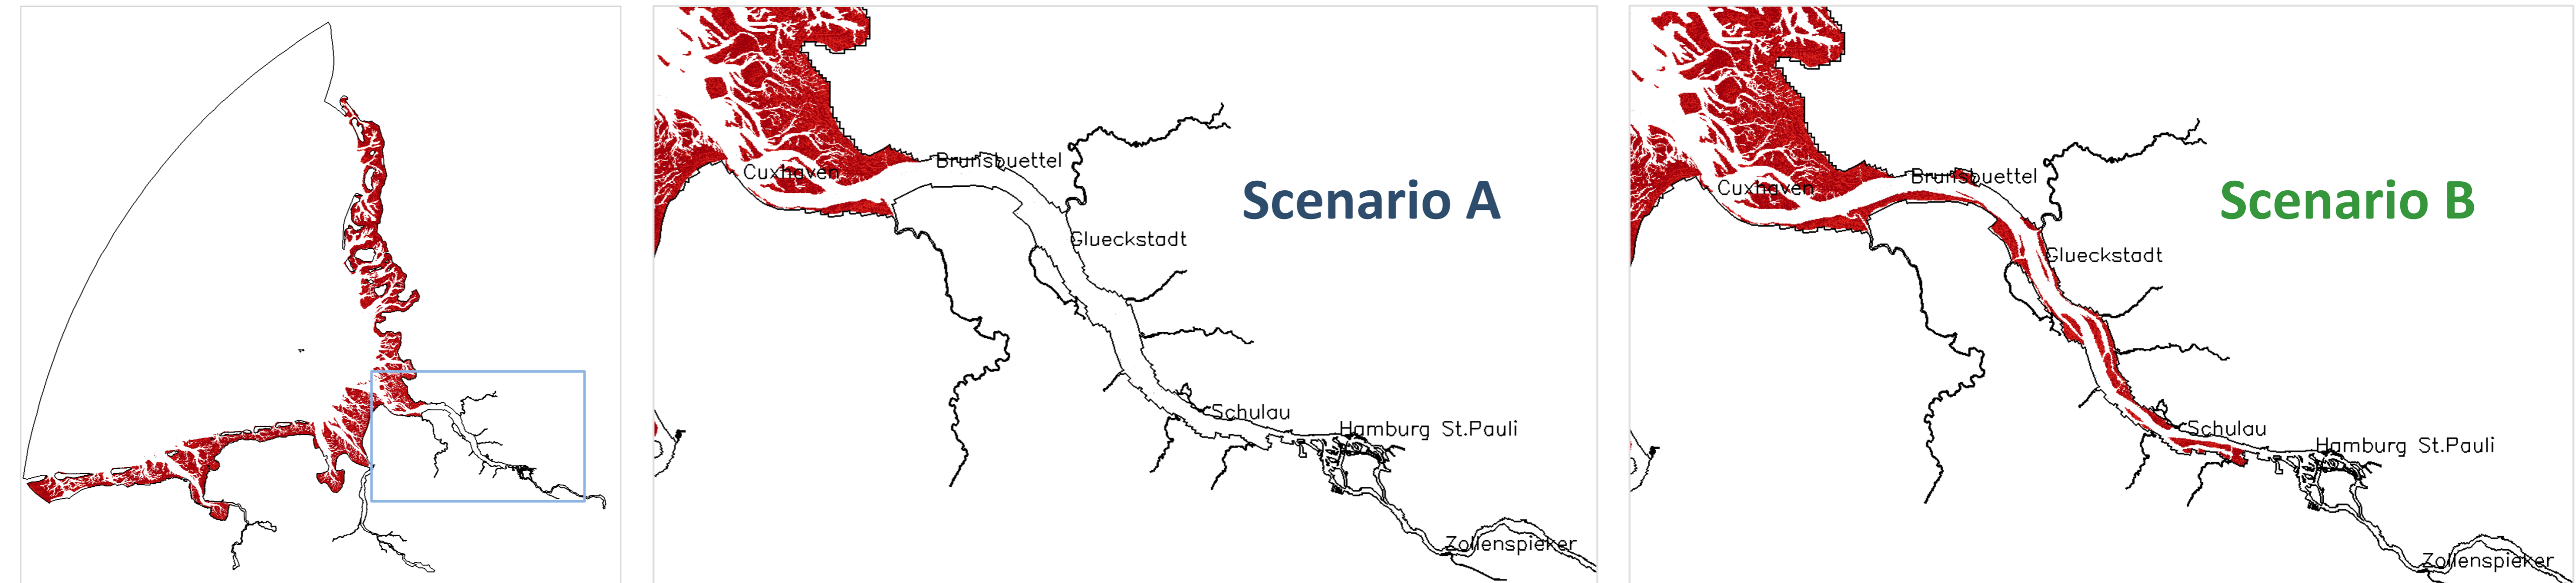 Brunsbuettel
Cuxhaven
Scenario A
Glueckstadt
Schulau
Hamburg St.Pauli
Zollenspieker
Brunsbuettel
Cuxhaven
Scenario B
Glueckstadt
Schulau
Hamburg St.Pauli
Zollenspieker